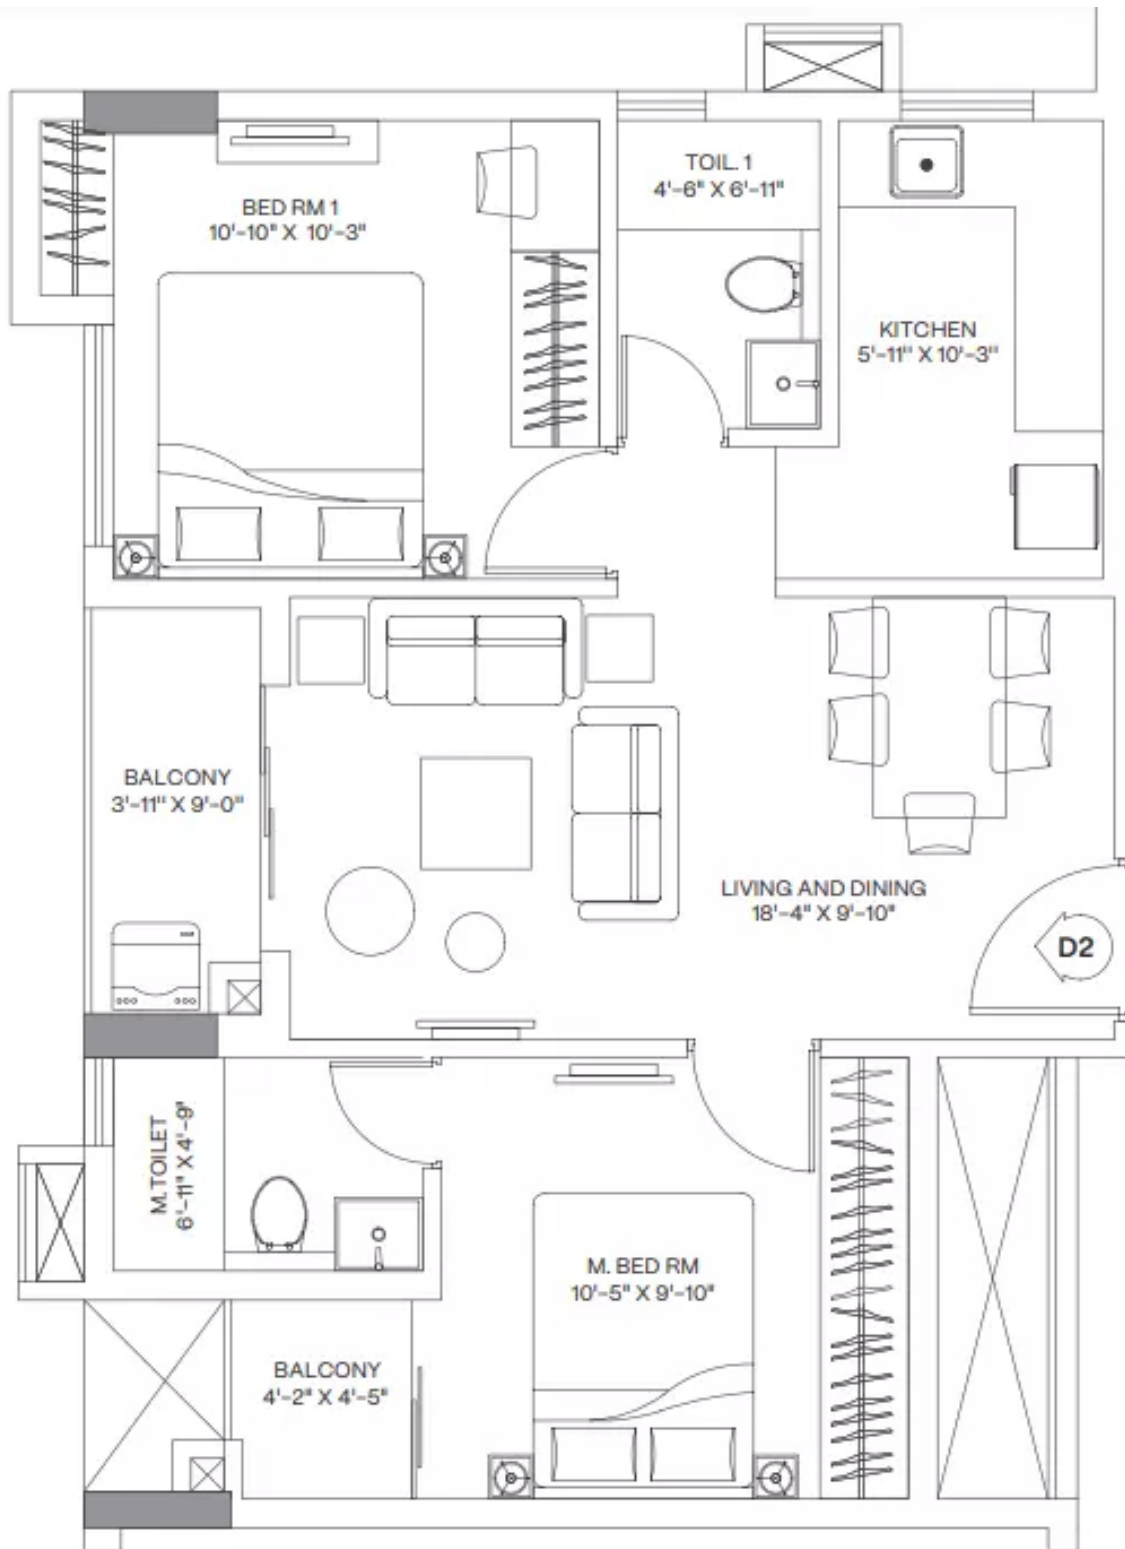 TOIL. 1
4'-6" X 6'-11"
BED RM 1
10'-10" X 10'-3"
KITCHEN
5'-11" X 10'-3"
BALCONY
3'-11" X 9'-0"
LIVING AND DINING
18'-4" X 9'-10"
D2
M.TOILET
6'-11" X 4'-9"
M. BED RM
10'-5" X 9'-10"
BALCONY
4'-2" X 4'-5"